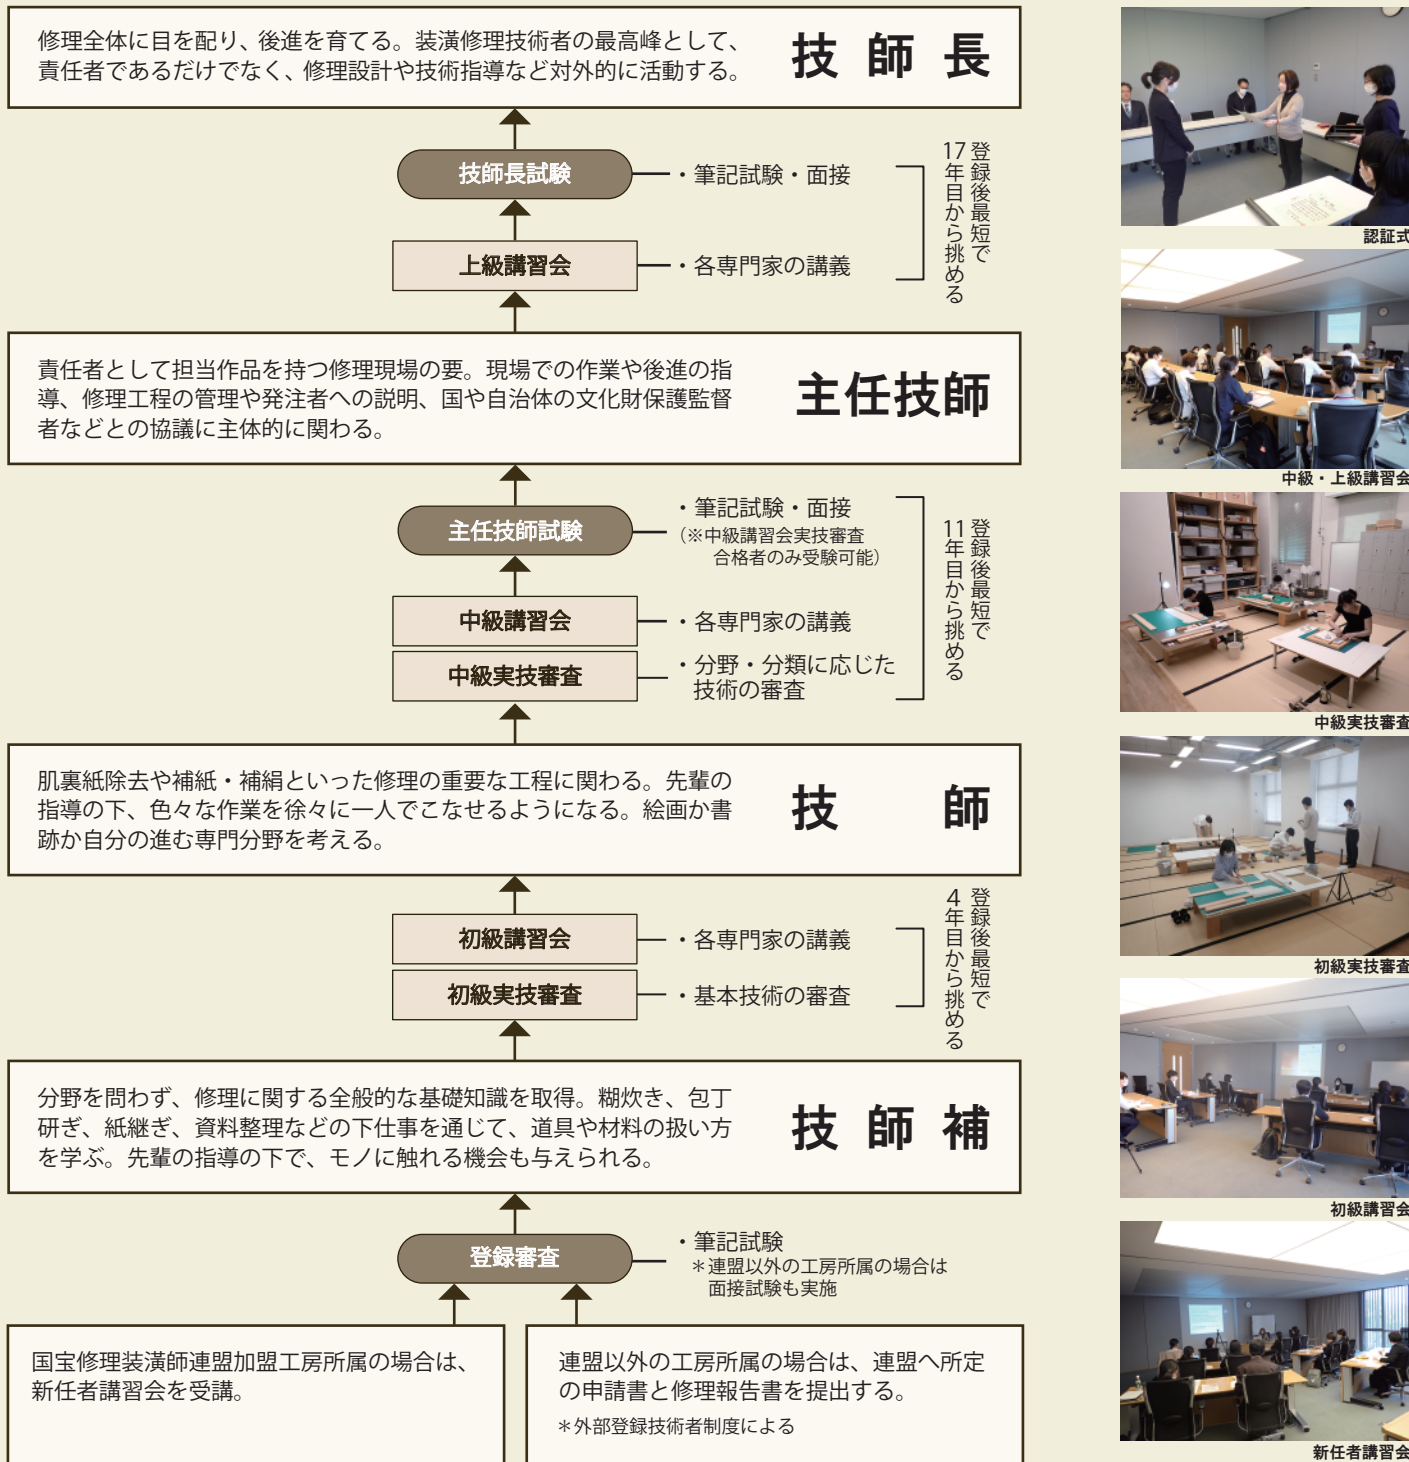 修理全体に目を配り、後進を育てる。装潢修理技術者の最高峰として、
責任者であるだけでなく、修理設計や技術指導など対外的に活動する。
技師長
技師長試験
・筆記試験・面接
上級講習会
・各専門家の講義
登録後最短で
17年目から挑める
責任者として担当作品を持つ修理現場の要。現場での作業や後進の指
導、修理工程の管理や発注者への説明、国や自治体の文化財保護監督
者などとの協議に主体的に関わる。
主任技師
主任技師試験
・筆記試験・面接
(※中級講習会実技審査
合格者のみ受験可能)
中級講習会
・各専門家の講義
中級実技審査
・分野・分類に応じた
技術の審査
登録後最短で
11年目から挑める
肌裏紙除去や補紙・補絹といった修理の重要な工程に関わる。先輩の
指導の下、色々な作業を徐々に一人でこなせるようになる。絵画か書
跡か自分の進む専門分野を考える。
技師
初級講習会
・各専門家の講義
初級実技審査
・基本技術の審査
登録後最短で
4年目から挑める
分野を問わず、修理に関する全般的な基礎知識を取得。糊炊き、包丁
研ぎ、紙継ぎ、資料整理などの下仕事を通じて、道具や材料の扱い方
を学ぶ。先輩の指導の下で、モノに触れる機会も与えられる。
技師補
登録審査
・筆記試験
＊連盟以外の工房所属の場合は
面接試験も実施
国宝修理装潢師連盟加盟工房所属の場合は、
新任者講習会を受講。
連盟以外の工房所属の場合は、連盟へ所定
の申請書と修理報告書を提出する。
＊外部登録技術者制度による
認証式
中級・上級講習会
中級実技審査
初級実技審査
初級講習会
新任者講習会